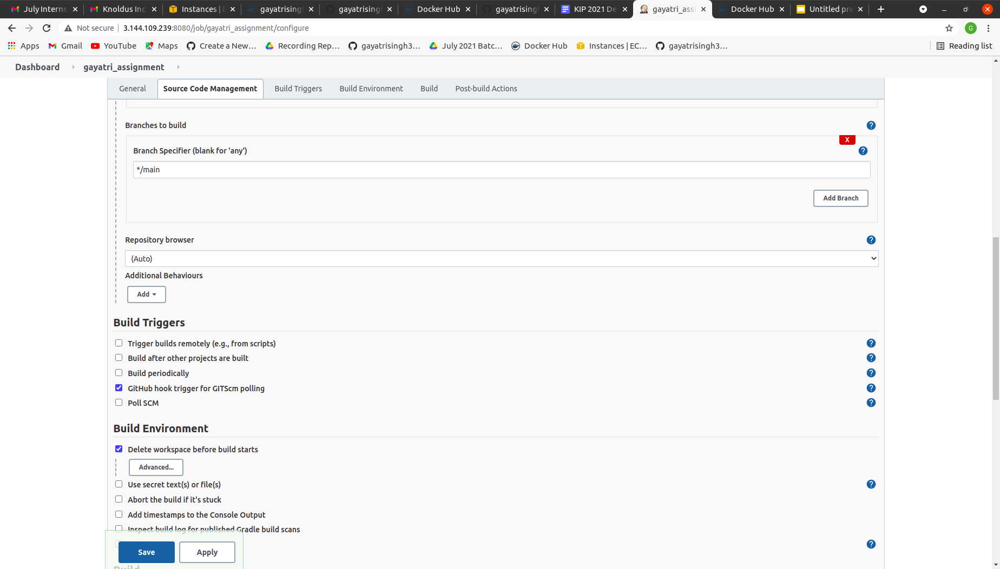 July Interns
Knoldus Inc
Instances | E
gayatrising
gayatrisingl
Docker Hub
gayatrisingl
KIP 2021 De
gayatri_assi
Docker Hub
Untitled pre
Not secure
3.144.109.239:8080/job/gayatri_assignment/configure
G
Apps
Gmail
YouTube
Maps
Create a New…
Recording Rep…
gayatrisingh3…
July 2021 Batc…
Docker Hub
Instances | EC…
gayatrisingh3…
Reading list
Dashboard
gayatri_assignment
General
Source Code Management
Build Triggers
Build Environment
Build
Post-build Actions
Branches to build
?
X
Branch Specifier (blank for 'any')
?
*/main
Add Branch
Repository browser
?
(Auto)
Additional Behaviours
Add
Build Triggers
Trigger builds remotely (e.g., from scripts)
?
Build after other projects are built
?
Build periodically
?
GitHub hook trigger for GITScm polling
?
Poll SCM
?
Build Environment
Delete workspace before build starts
Advanced...
Use secret text(s) or file(s)
?
Abort the build if it's stuck
Add timestamps to the Console Output
Inspect build log for published Gradle build scans
?
Save
Apply
Build